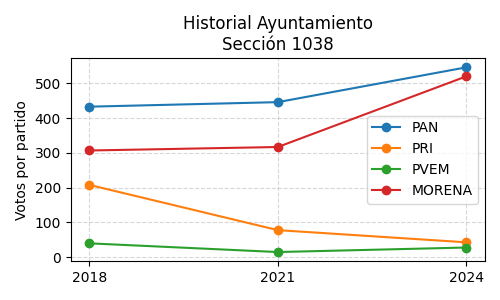 Historial Ayuntamiento
Sección 1038
Votos por partido
500
400
300
200
100
0
2018
2021
2024
PAN
PRI
PVEM
MORENA